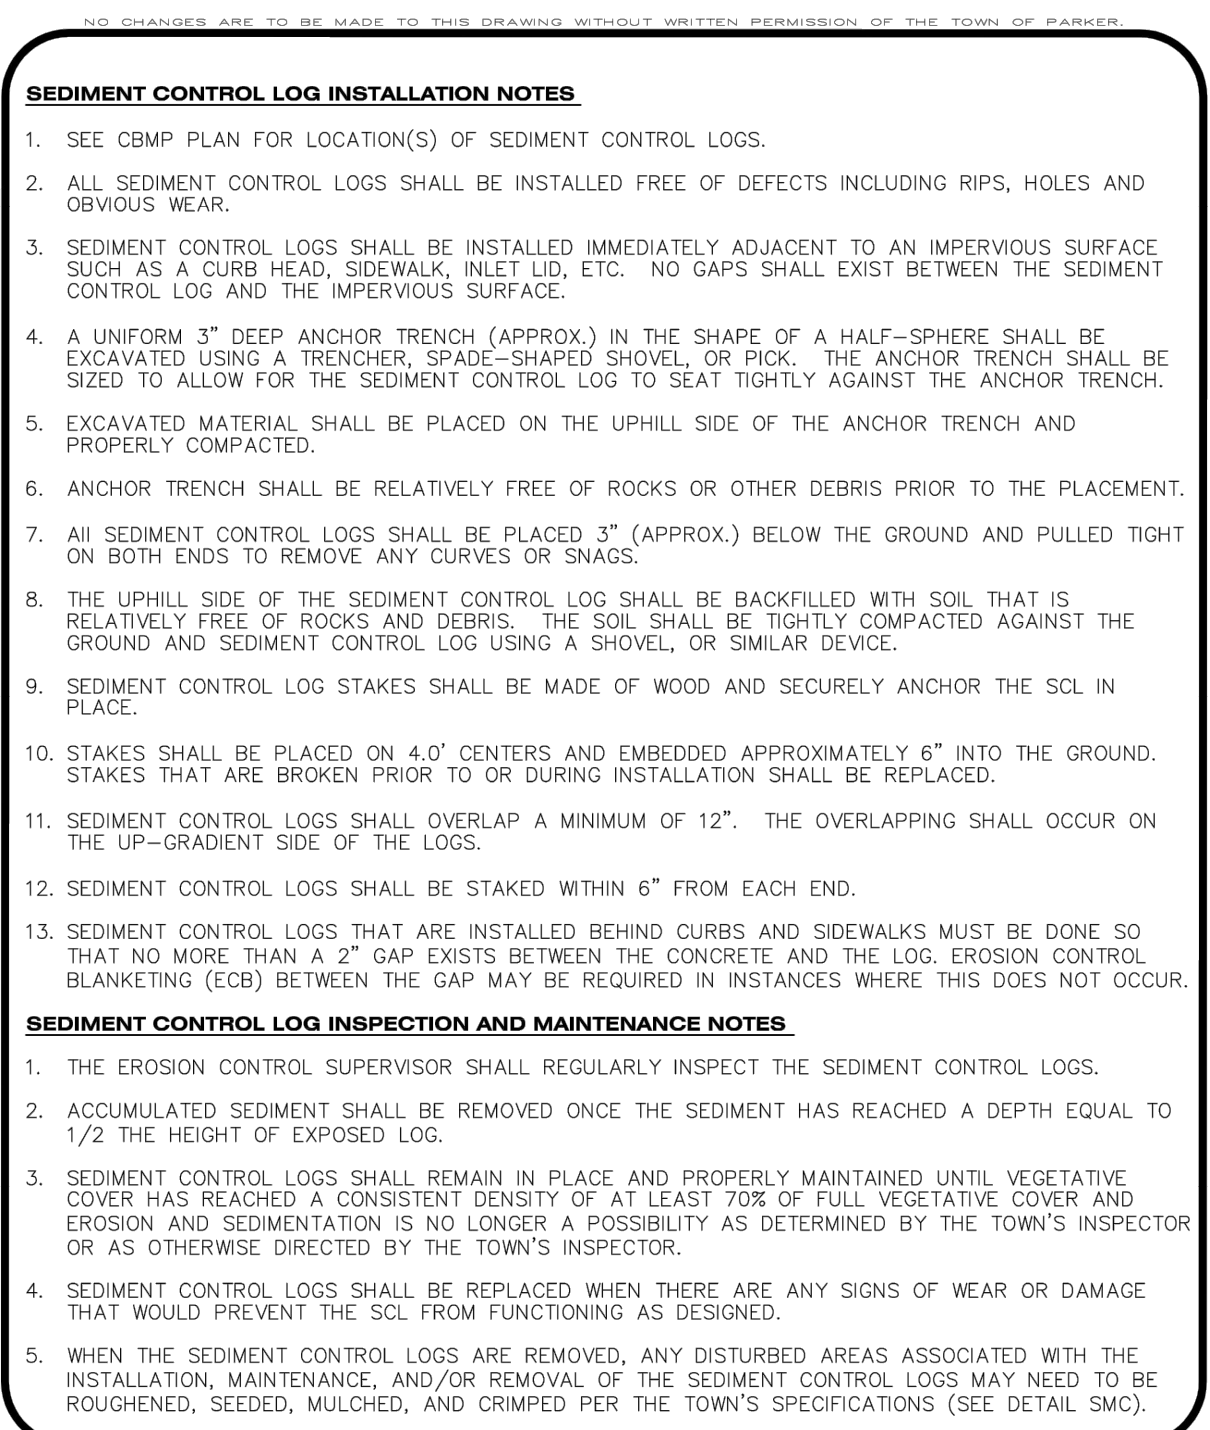 NO CHANGES ARE TO BE MADE TO THIS DRAWING WITHOUT WRITTEN PERMISSION OF THE TOWN OF PARKER.
SEDIMENT CONTROL LOG INSTALLATION NOTES
1. SEE CBMP PLAN FOR LOCATION(S) OF SEDIMENT CONTROL LOGS.
2. ALL SEDIMENT CONTROL LOGS SHALL BE INSTALLED FREE OF DEFECTS INCLUDING RIPS, HOLES AND
OBVIOUS WEAR.
3. SEDIMENT CONTROL LOGS SHALL BE INSTALLED IMMEDIATELY ADJACENT TO AN IMPERVIOUS SURFACE
SUCH AS A CURB HEAD, SIDEWALK, INLET LID, ETC. NO GAPS SHALL EXIST BETWEEN THE SEDIMENT
CONTROL LOG AND THE IMPERVIOUS SURFACE.
4. A UNIFORM 3” DEEP ANCHOR TRENCH (APPROX.) IN THE SHAPE OF A HALF–SPHERE SHALL BE
EXCAVATED USING A TRENCHER, SPADE–SHAPED SHOVEL, OR PICK. THE ANCHOR TRENCH SHALL BE
SIZED TO ALLOW FOR THE SEDIMENT CONTROL LOG TO SEAT TIGHTLY AGAINST THE ANCHOR TRENCH.
5. EXCAVATED MATERIAL SHALL BE PLACED ON THE UPHILL SIDE OF THE ANCHOR TRENCH AND
PROPERLY COMPACTED.
6. ANCHOR TRENCH SHALL BE RELATIVELY FREE OF ROCKS OR OTHER DEBRIS PRIOR TO THE PLACEMENT.
7. All SEDIMENT CONTROL LOGS SHALL BE PLACED 3” (APPROX.) BELOW THE GROUND AND PULLED TIGHT
ON BOTH ENDS TO REMOVE ANY CURVES OR SNAGS.
8. THE UPHILL SIDE OF THE SEDIMENT CONTROL LOG SHALL BE BACKFILLED WITH SOIL THAT IS
RELATIVELY FREE OF ROCKS AND DEBRIS. THE SOIL SHALL BE TIGHTLY COMPACTED AGAINST THE
GROUND AND SEDIMENT CONTROL LOG USING A SHOVEL, OR SIMILAR DEVICE.
9. SEDIMENT CONTROL LOG STAKES SHALL BE MADE OF WOOD AND SECURELY ANCHOR THE SCL IN
PLACE.
10. STAKES SHALL BE PLACED ON 4.0’ CENTERS AND EMBEDDED APPROXIMATELY 6” INTO THE GROUND.
STAKES THAT ARE BROKEN PRIOR TO OR DURING INSTALLATION SHALL BE REPLACED.
11. SEDIMENT CONTROL LOGS SHALL OVERLAP A MINIMUM OF 12”. THE OVERLAPPING SHALL OCCUR ON
THE UP–GRADIENT SIDE OF THE LOGS.
12. SEDIMENT CONTROL LOGS SHALL BE STAKED WITHIN 6” FROM EACH END.
13. SEDIMENT CONTROL LOGS THAT ARE INSTALLED BEHIND CURBS AND SIDEWALKS MUST BE DONE SO
THAT NO MORE THAN A 2” GAP EXISTS BETWEEN THE CONCRETE AND THE LOG. EROSION CONTROL
BLANKETING (ECB) BETWEEN THE GAP MAY BE REQUIRED IN INSTANCES WHERE THIS DOES NOT OCCUR.
SEDIMENT CONTROL LOG INSPECTION AND MAINTENANCE NOTES
1. THE EROSION CONTROL SUPERVISOR SHALL REGULARLY INSPECT THE SEDIMENT CONTROL LOGS.
2. ACCUMULATED SEDIMENT SHALL BE REMOVED ONCE THE SEDIMENT HAS REACHED A DEPTH EQUAL TO
1/2 THE HEIGHT OF EXPOSED LOG.
3. SEDIMENT CONTROL LOGS SHALL REMAIN IN PLACE AND PROPERLY MAINTAINED UNTIL VEGETATIVE
COVER HAS REACHED A CONSISTENT DENSITY OF AT LEAST 70% OF FULL VEGETATIVE COVER AND
EROSION AND SEDIMENTATION IS NO LONGER A POSSIBILITY AS DETERMINED BY THE TOWN’S INSPECTOR
OR AS OTHERWISE DIRECTED BY THE TOWN’S INSPECTOR.
4. SEDIMENT CONTROL LOGS SHALL BE REPLACED WHEN THERE ARE ANY SIGNS OF WEAR OR DAMAGE
THAT WOULD PREVENT THE SCL FROM FUNCTIONING AS DESIGNED.
5. WHEN THE SEDIMENT CONTROL LOGS ARE REMOVED, ANY DISTURBED AREAS ASSOCIATED WITH THE
INSTALLATION, MAINTENANCE, AND/OR REMOVAL OF THE SEDIMENT CONTROL LOGS MAY NEED TO BE
ROUGHENED, SEEDED, MULCHED, AND CRIMPED PER THE TOWN’S SPECIFICATIONS (SEE DETAIL SMC).